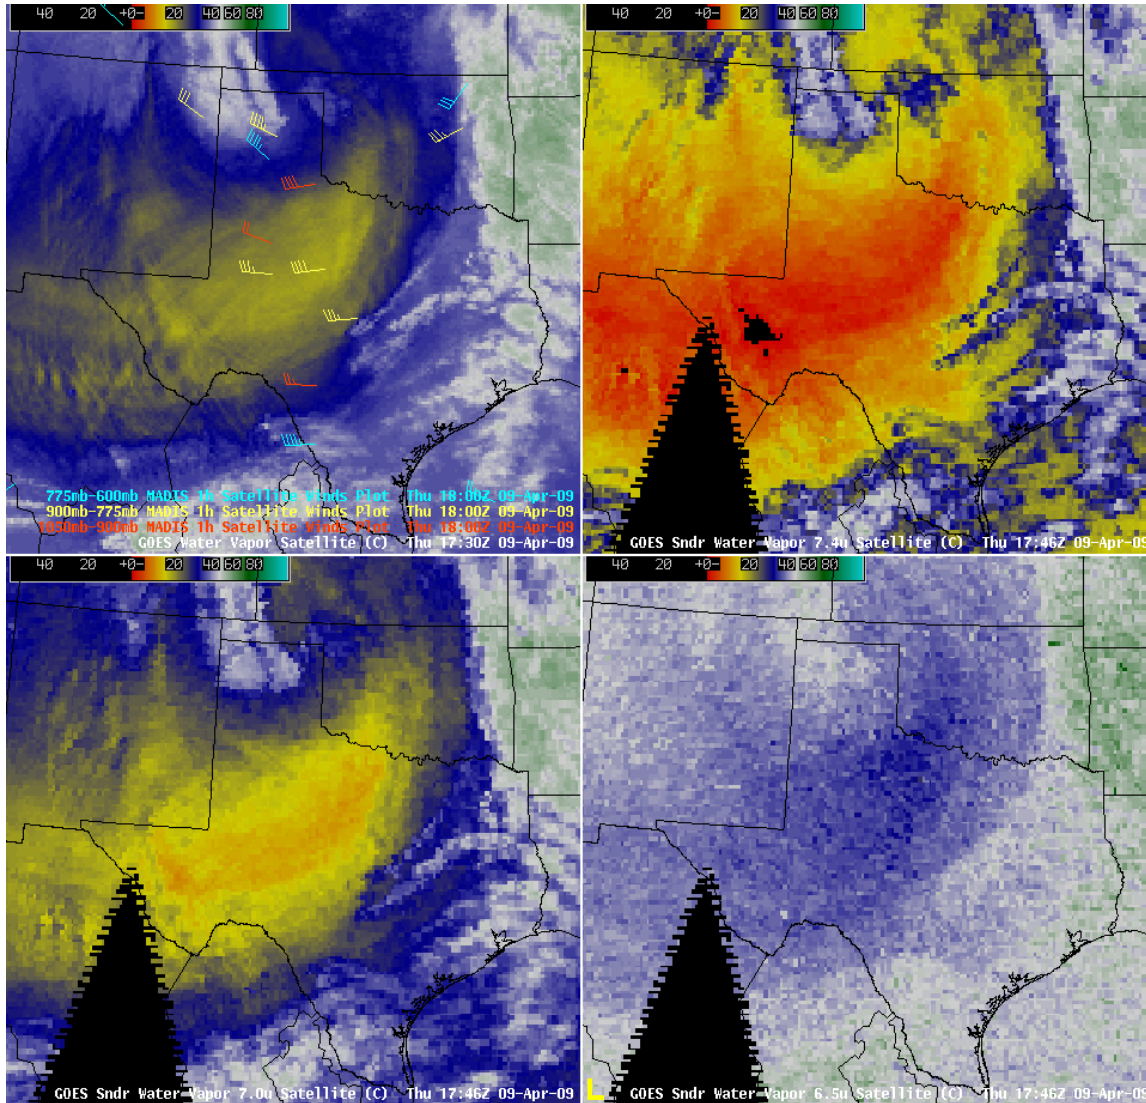 40 20 +0- 20 40 60 80
40 20 +0- 20 40 60 80
775mb-600mb MADIS 1h Satellite Winds Plot Thu 18:00Z 09-Apr-09
900mb-775mb MADIS 1h Satellite Winds Plot Thu 18:00Z 09-Apr-09
1050mb-900mb MADIS 1h Satellite Winds Plot Thu 18:00Z 09-Apr-09
GOES Water Vapor Satellite (C) Thu 17:30Z 09-Apr-09
GOES Sndr Water Vapor 7.4u Satellite (C) Thu 17:46Z 09-Apr-09
40 20 +0- 20 40 60 80
40 20 +0- 20 40 60 80
GOES Sndr Water Vapor 7.0u Satellite (C) Thu 17:46Z 09-Apr-09
L
GOES Sndr Water Vapor 6.5u Satellite (C) Thu 17:46Z 09-Apr-09